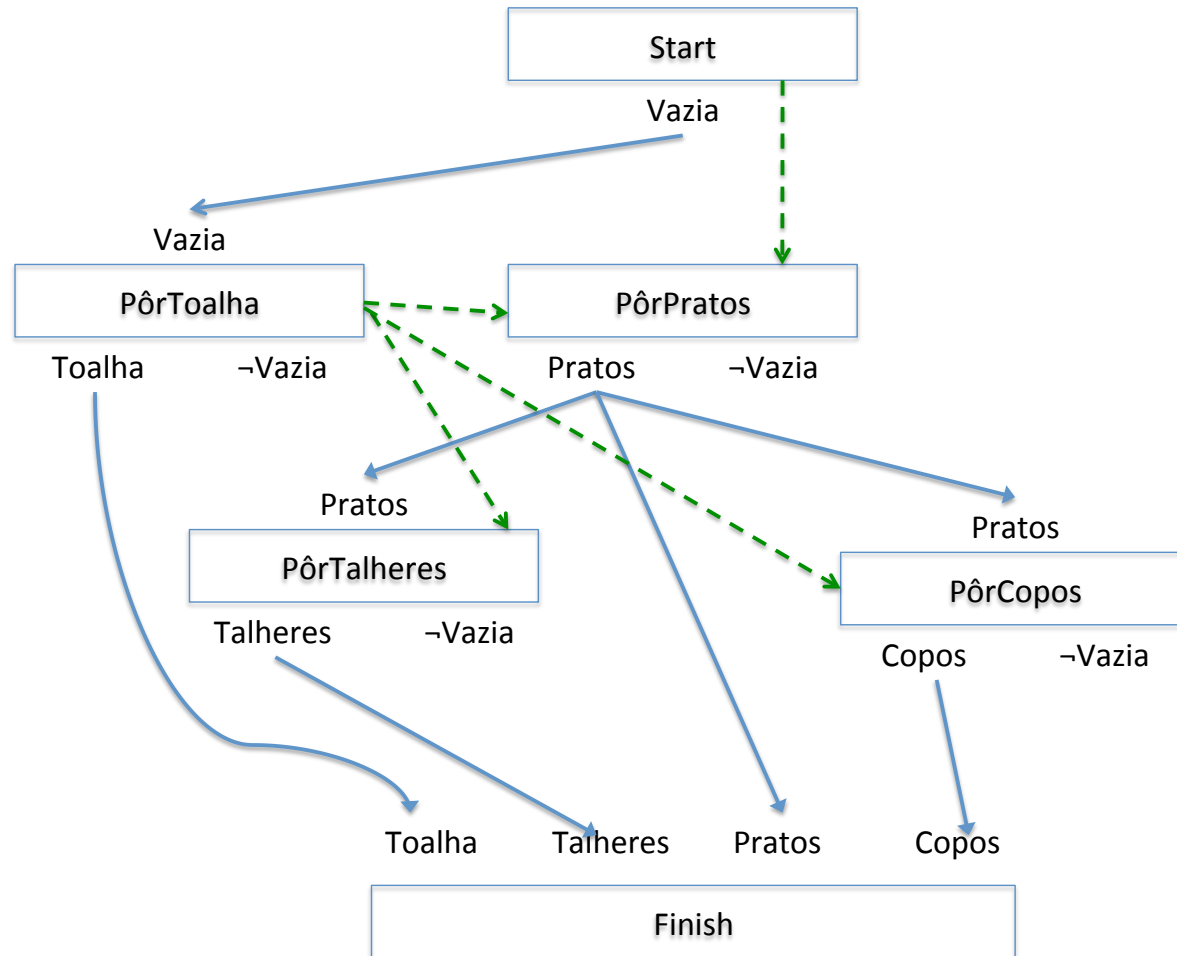 Start
Vazia
Vazia
PôrToalha
PôrPratos
Toalha ¬Vazia
Pratos ¬Vazia
Pratos
Pratos
PôrTalheres
PôrCopos
Talheres ¬Vazia
Copos ¬Vazia
Toalha Talheres Pratos Copos
Finish